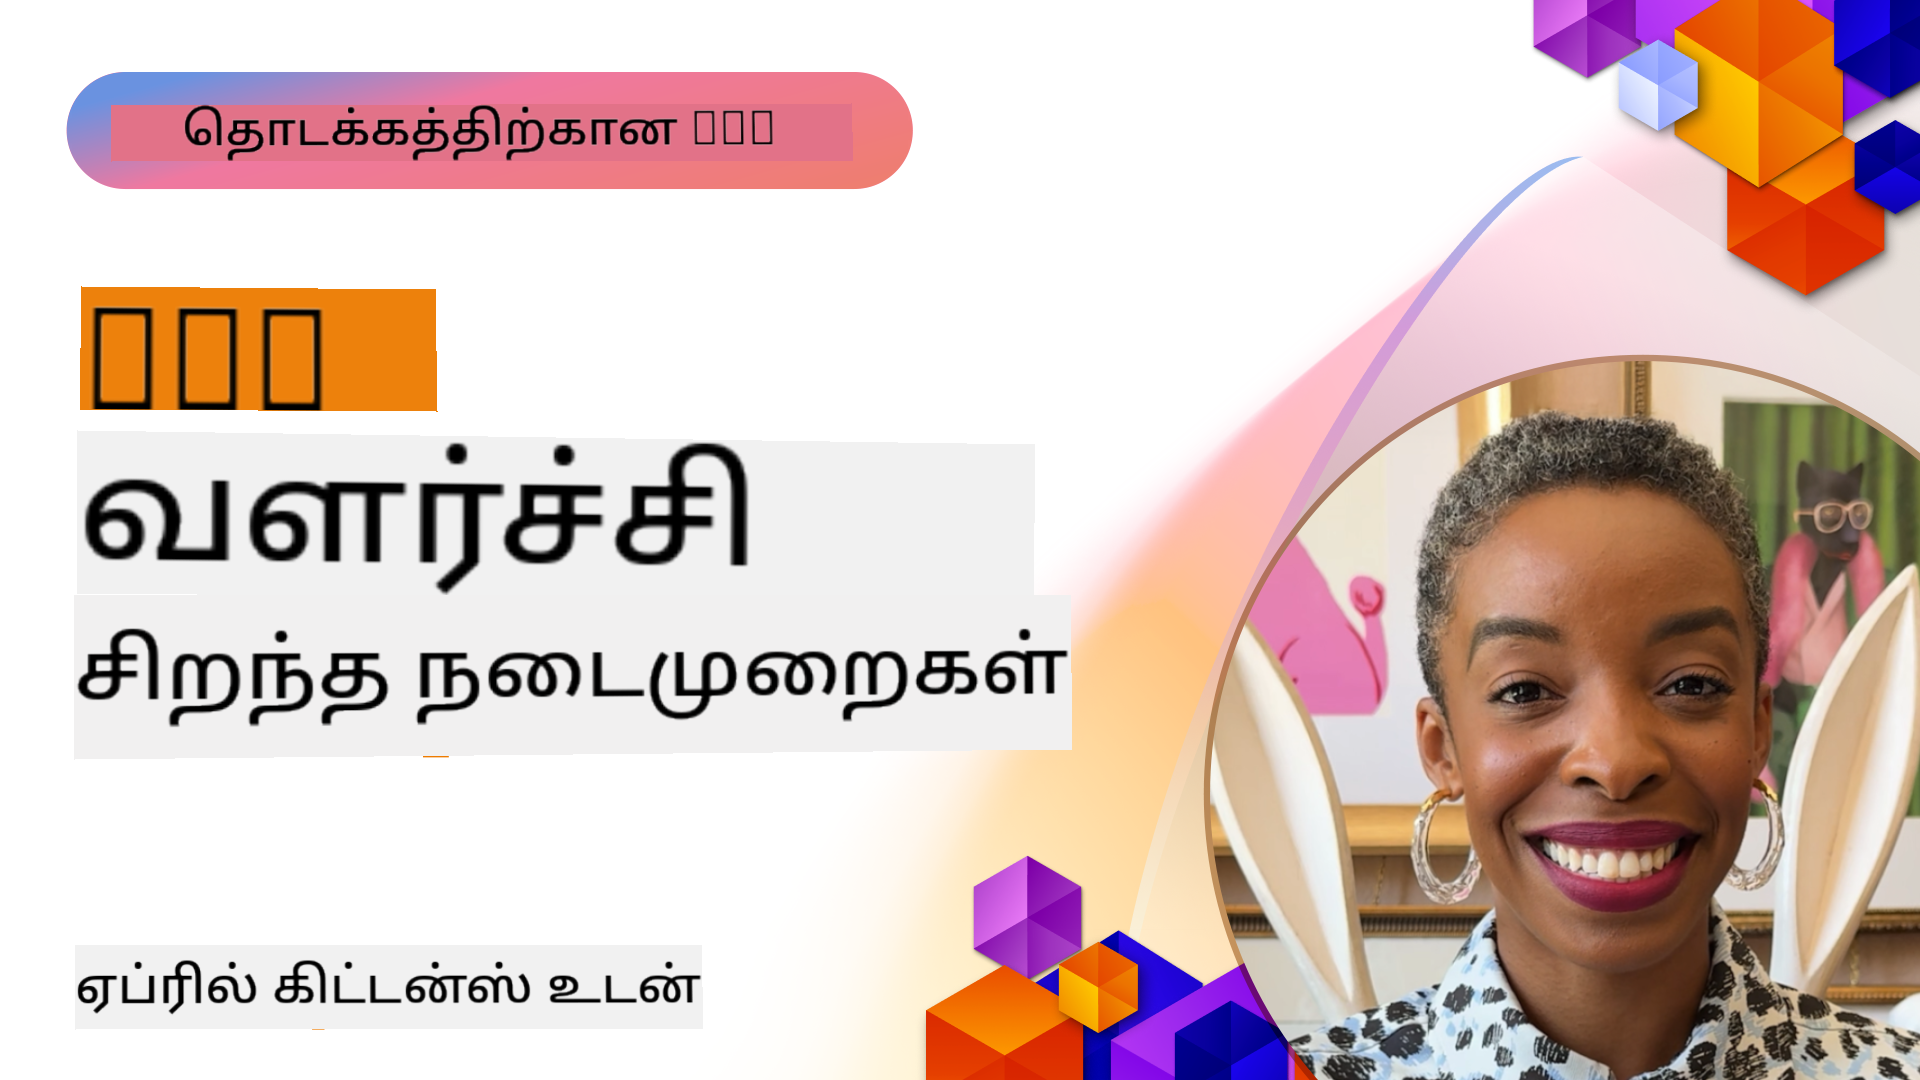 தொடக்கத்திற்கான
வளர்ச்சி
சிறந்த நடைமுறைகள்
ஏப்ரில் கிட்டன்ஸ் உடன்